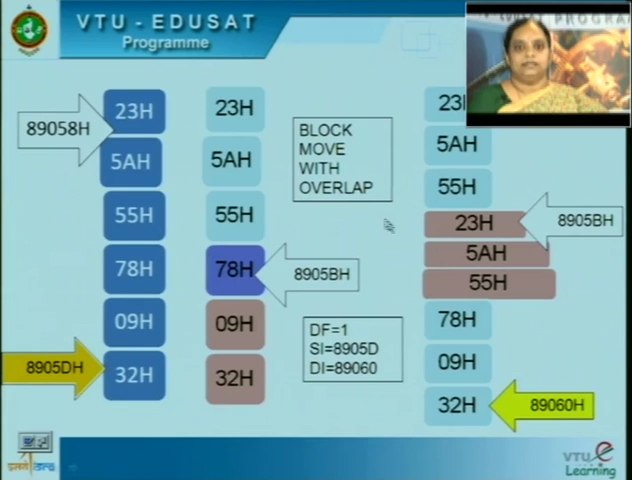 VTU - EDUSAT
Programme
PROGRA
89058H
23H
5AH
55H
78H
09H
32H
8905DH
23H
5AH
55H
78H
09H
32H
8905BH
BLOCK
MOVE
WITH
OVERLAP
DF=1
SI=8905D
DI=89060
5AH
55H
23H
5AH
55H
78H
09H
32H
8905BH
89060H
VTU e
Learning